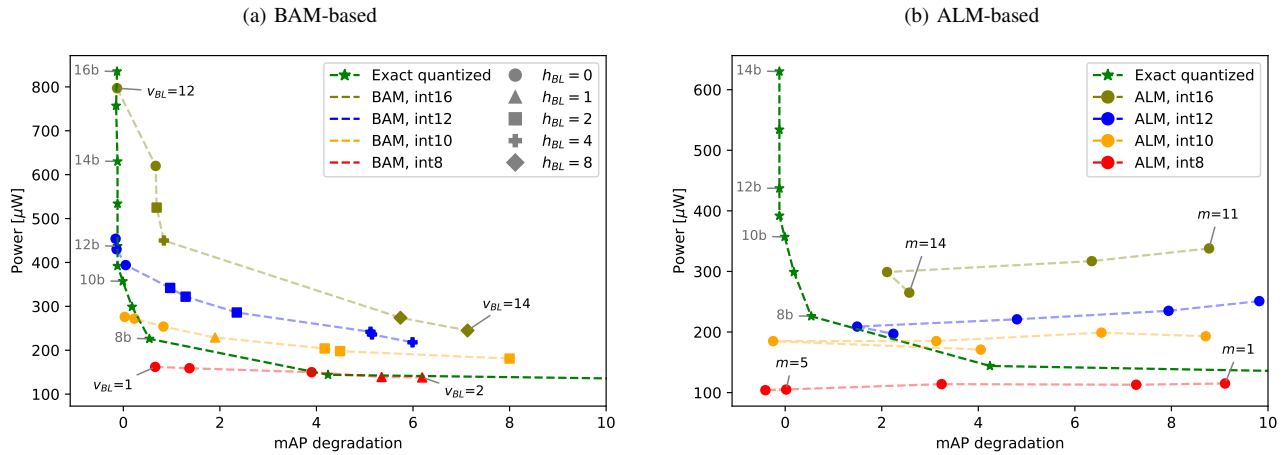 (a) BAM-based
16b
14b
12b
10b
8b
v_BL=12
v_BL=14
v_BL=1
v_BL=2
Exact quantized
BAM, int16
BAM, int12
BAM, int10
BAM, int8
h_BL = 0
h_BL = 1
h_BL = 2
h_BL = 4
h_BL = 8
Power [μW]
800
700
600
500
400
300
200
100
0
2
4
6
8
10
mAP degradation
(b) ALM-based
14b
12b
10b
8b
m=14
m=11
m=5
m=1
Exact quantized
ALM, int16
ALM, int12
ALM, int10
ALM, int8
Power [μW]
600
500
400
300
200
100
0
2
4
6
8
10
mAP degradation